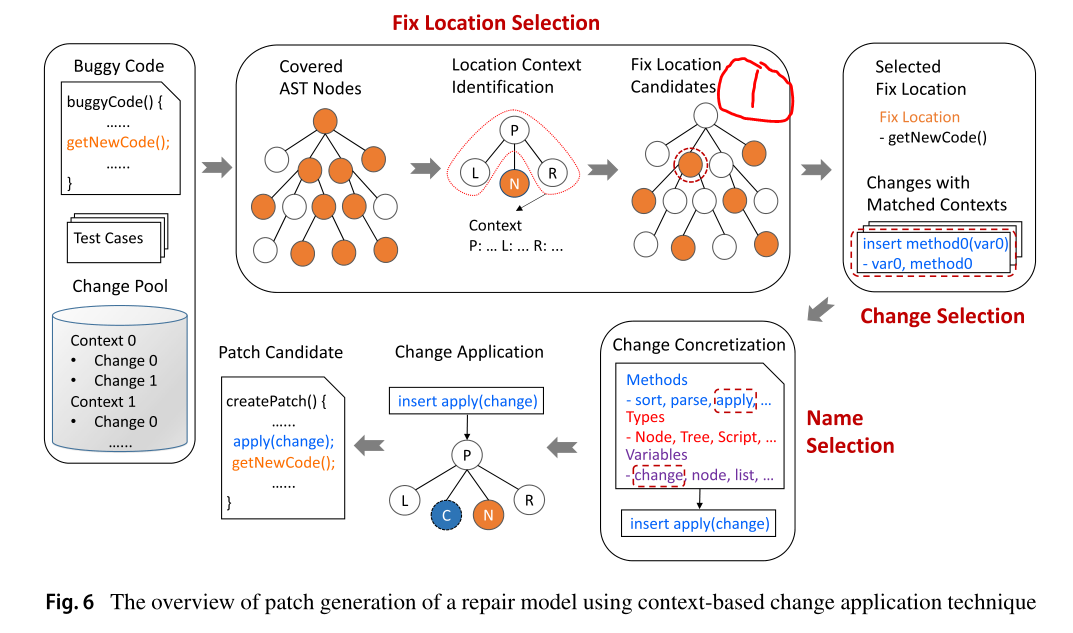 Fix Location Selection
Buggy Code
buggyCode() {
......
getNewCode();
......
}
Test Cases
Change Pool
Context 0
• Change 0
• Change 1
Context 1
• Change 0
......
Covered
AST Nodes
Location Context
Identification
P
L
N
R
Context
P: ... L: ... R: ...
Fix Location
Candidates
1
Selected
Fix Location
Fix Location
- getNewCode()
Changes with
Matched Contexts
insert method0(var0)
- var0, method0
Change Selection
Change Concretization
Methods
- sort, parse, apply, ...
Types
- Node, Tree, Script, ...
Variables
- change, node, list, ...
insert apply(change)
Name
Selection
Change Application
insert apply(change)
P
L
C
N
R
Patch Candidate
createPatch() {
......
apply(change);
getNewCode();
......
}
Fig. 6 The overview of patch generation of a repair model using context-based change application technique